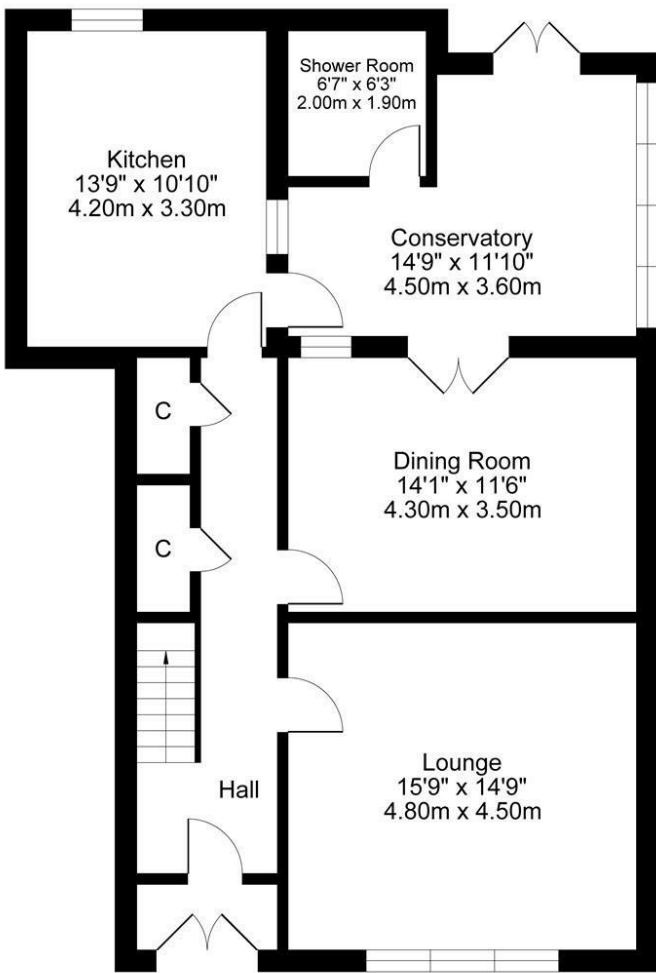 Shower Room
6'7" x 6'3"
2.00m x 1.90m
Kitchen
13'9" x 10'10"
4.20m x 3.30m
Conservatory
14'9" x 11'10"
4.50m x 3.60m
C
Dining Room
14'1" x 11'6"
4.30m x 3.50m
C
Lounge
15'9" x 14'9"
4.80m x 4.50m
Hall